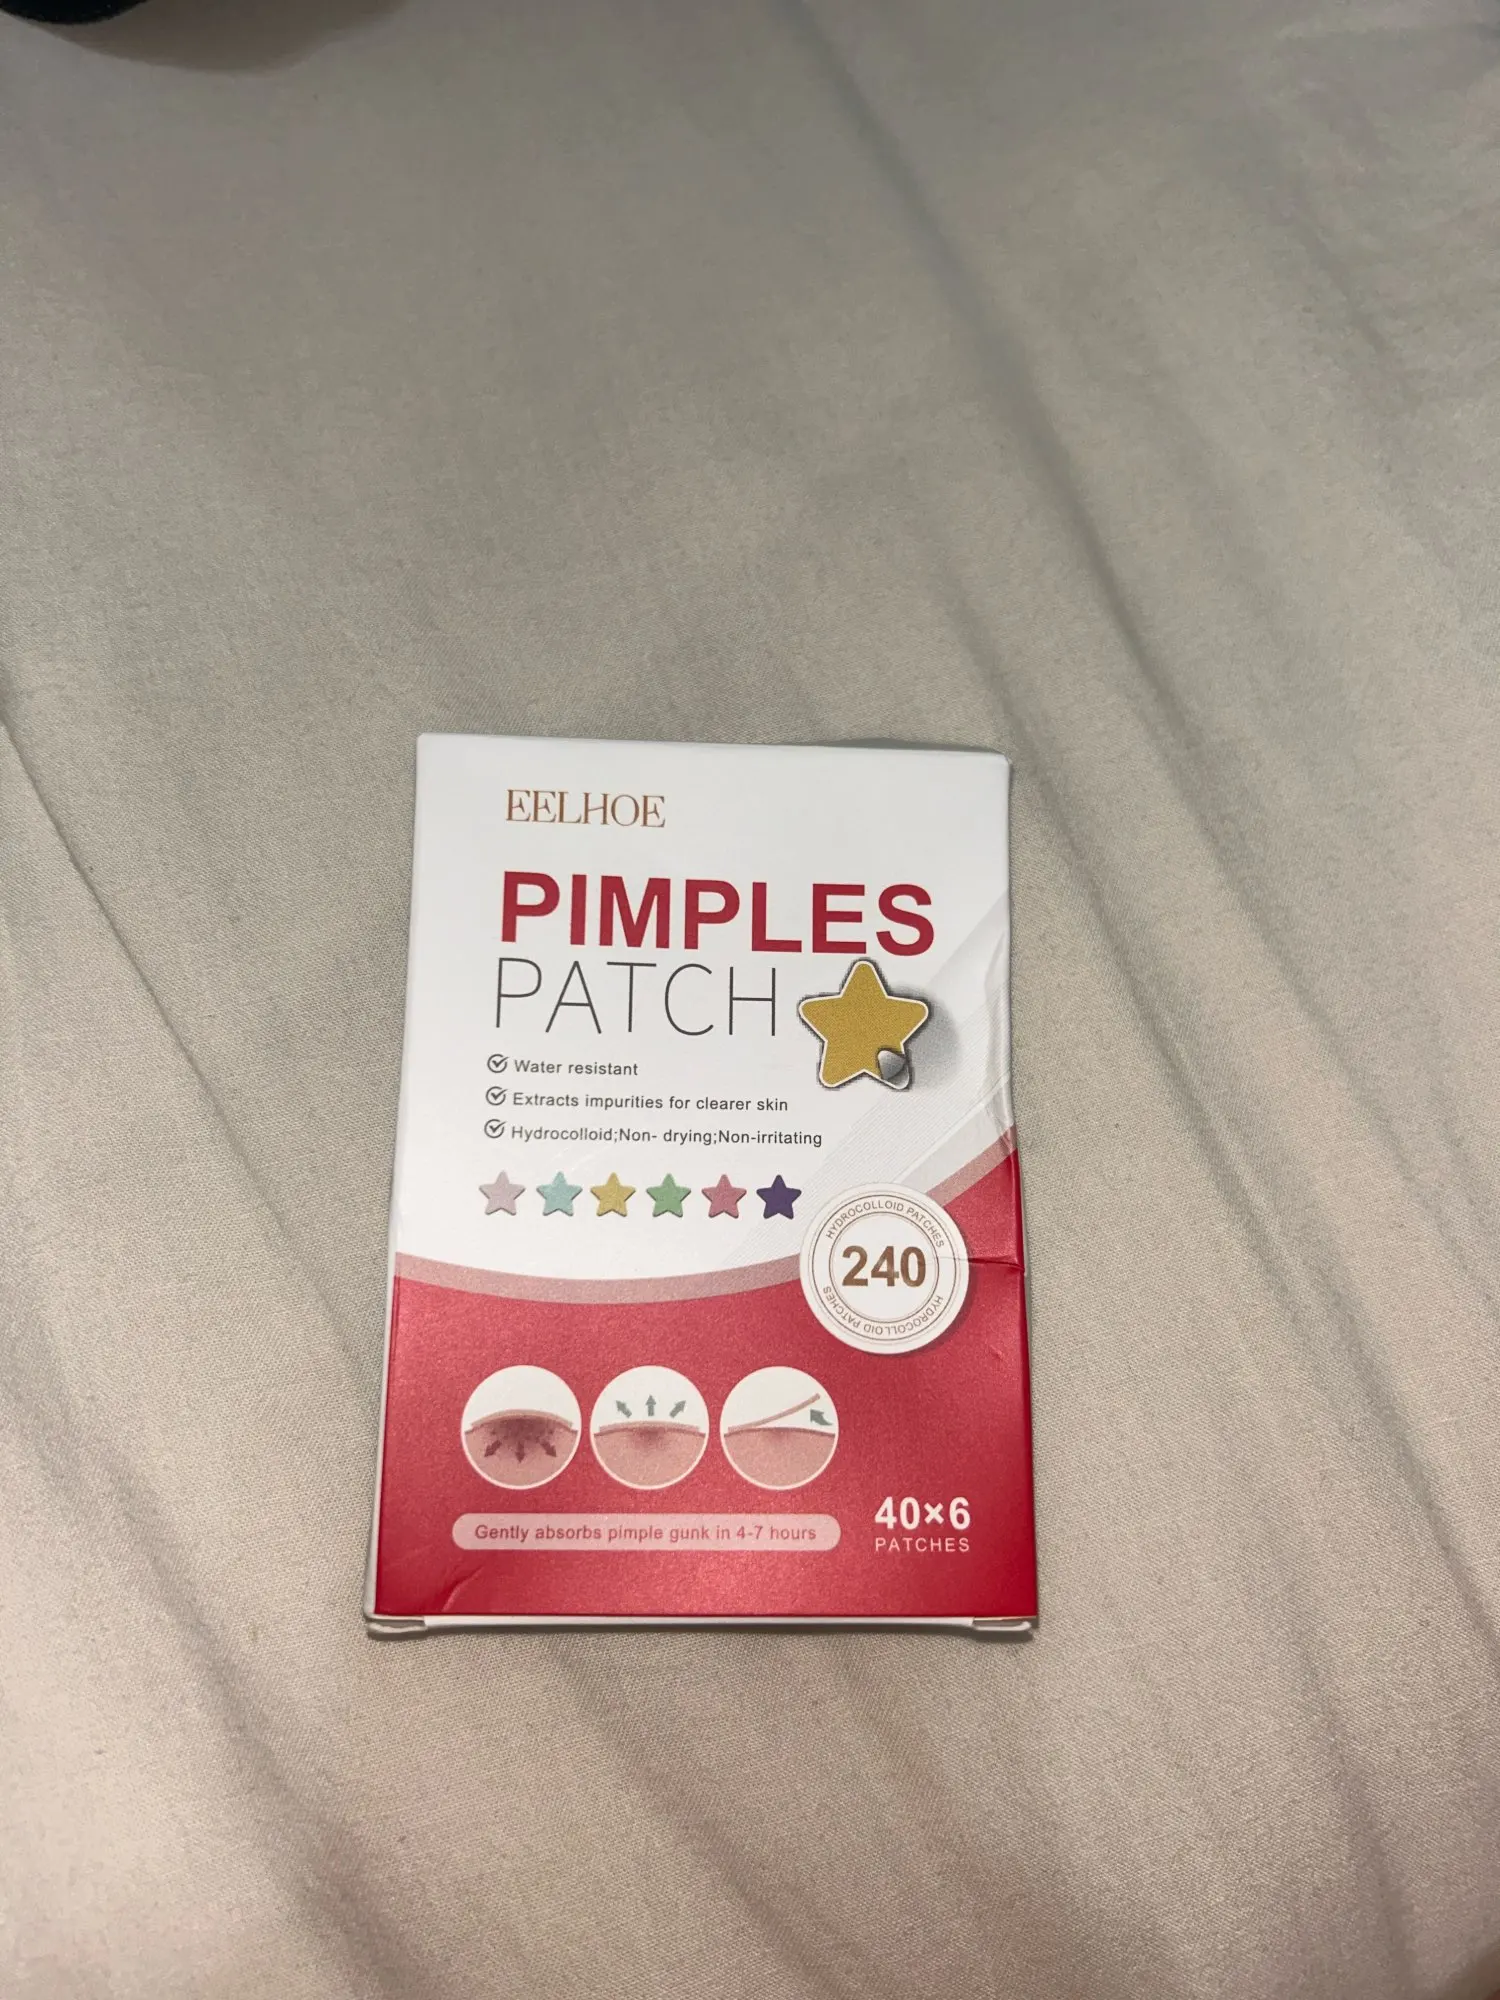 EELHOE
PIMPLES
PATCH
Water resistant
Extracts impurities for clearer skin
Hydrocolloid;Non- drying;Non-irritating
HYDROCOLLOID PATCHES
240
HYDROCOLLOID PATCHES
Gently absorbs pimple gunk in 4-7 hours
40×6
PATCHES